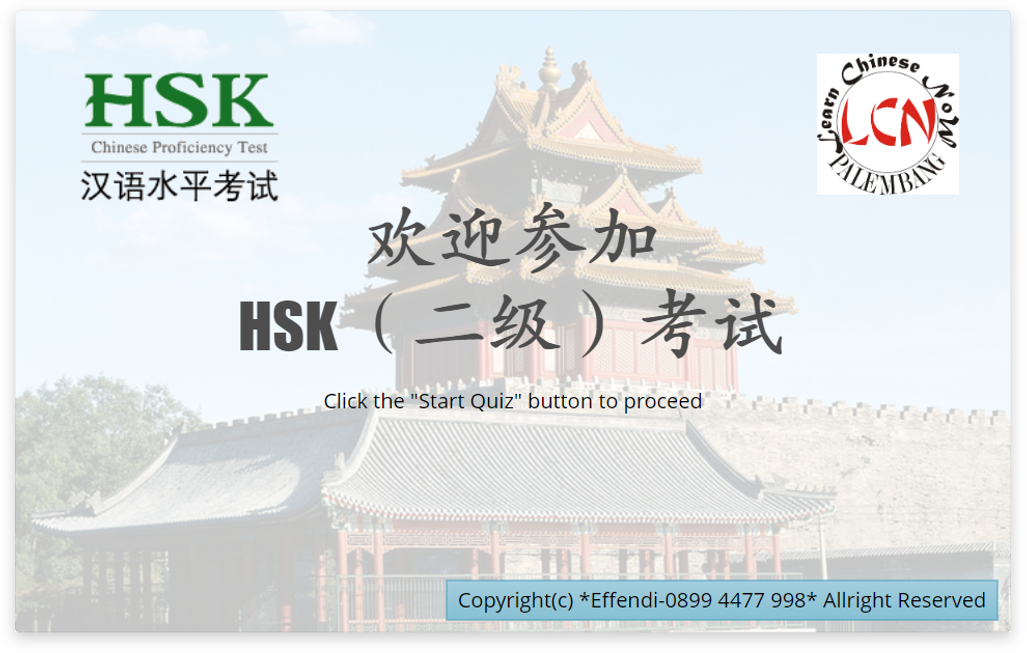 HSK
Chinese Proficiency Test
汉语水平考试
Learn Chinese NoW
LCN
PALEMBANG
欢迎参加
HSK（二级）考试
Click the "Start Quiz" button to proceed
Copyright(c) *Effendi-0899 4477 998* Allright Reserved